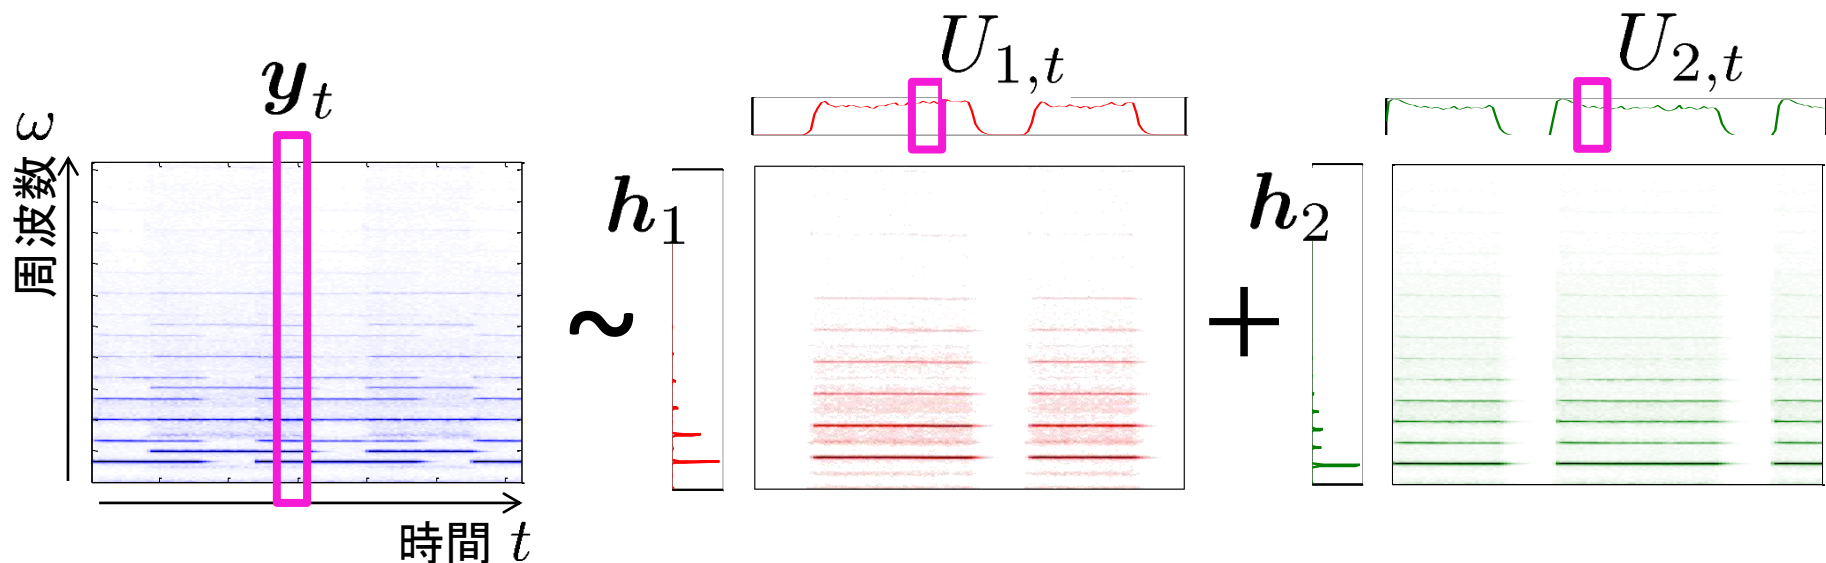 y_t
周波数 ω
時間 t
~
h_1
U_{1,t}
+
h_2
U_{2,t}